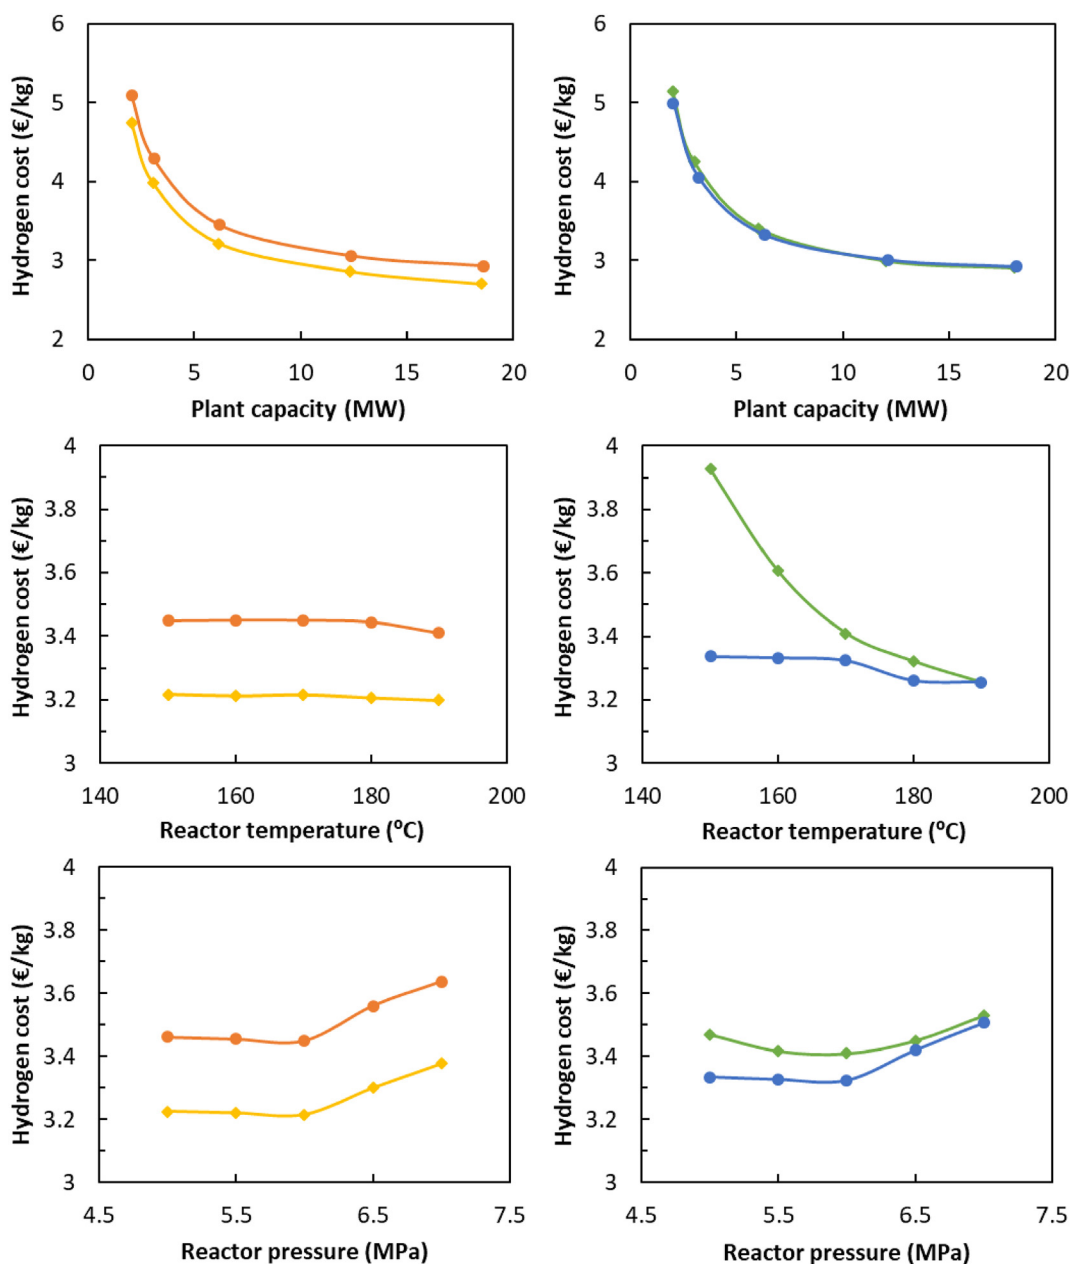 Hydrogen cost (€/kg)
6
5
4
3
2
0 5 10 15 20
Plant capacity (MW)
Hydrogen cost (€/kg)
6
5
4
3
2
0 5 10 15 20
Plant capacity (MW)
Hydrogen cost (€/kg)
4
3.8
3.6
3.4
3.2
3
140 160 180 200
Reactor temperature (ºC)
Hydrogen cost (€/kg)
4
3.8
3.6
3.4
3.2
3
140 160 180 200
Reactor temperature (ºC)
Hydrogen cost (€/kg)
4
3.8
3.6
3.4
3.2
3
4.5 5.5 6.5 7.5
Reactor pressure (MPa)
Hydrogen cost (€/kg)
4
3.8
3.6
3.4
3.2
3
4.5 5.5 6.5 7.5
Reactor pressure (MPa)